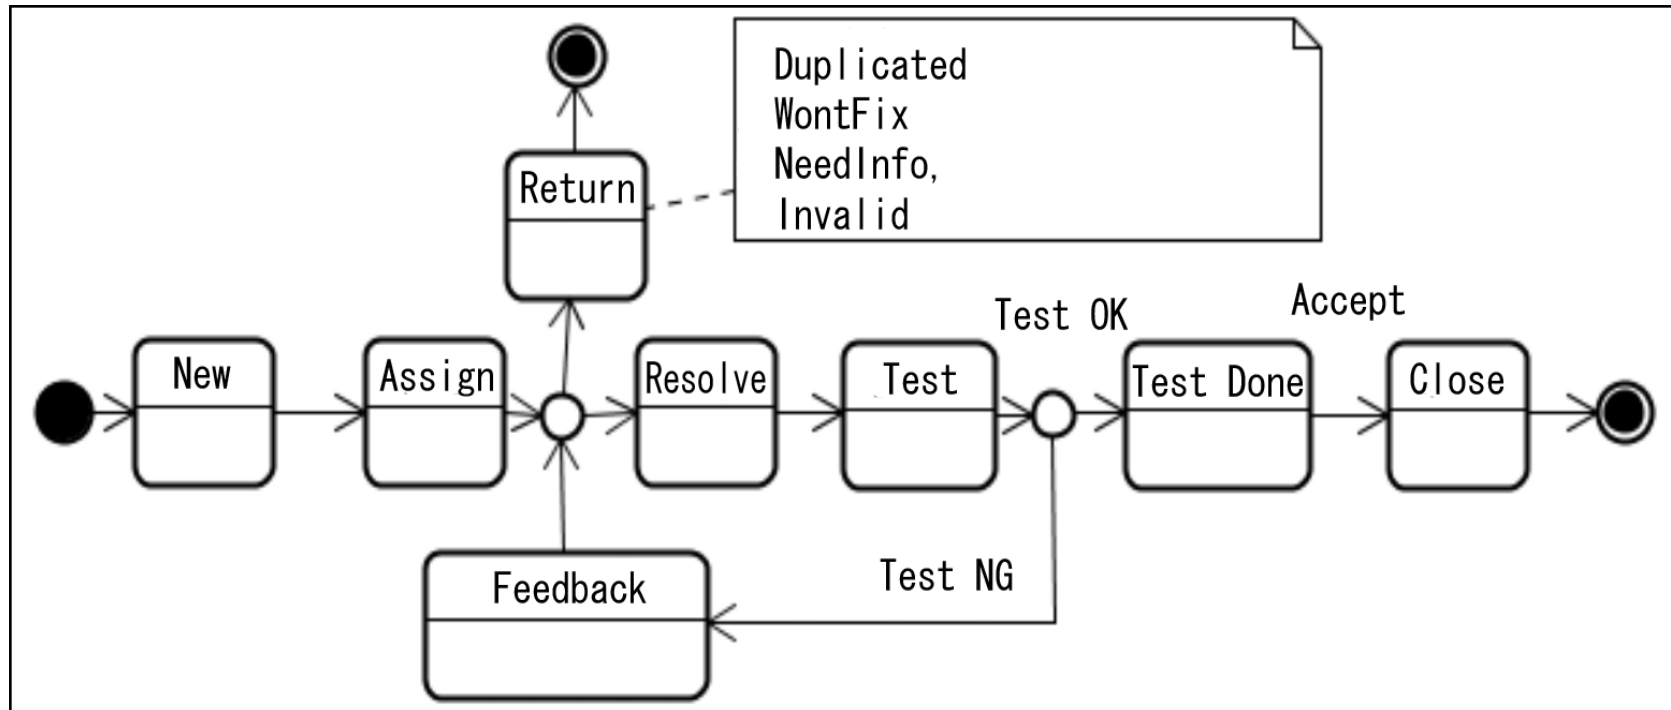 Duplicated
WontFix
NeedInfo,
Invalid
Return
Test OK
Accept
New
Assign
Resolve
Test
Test Done
Close
Feedback
Test NG